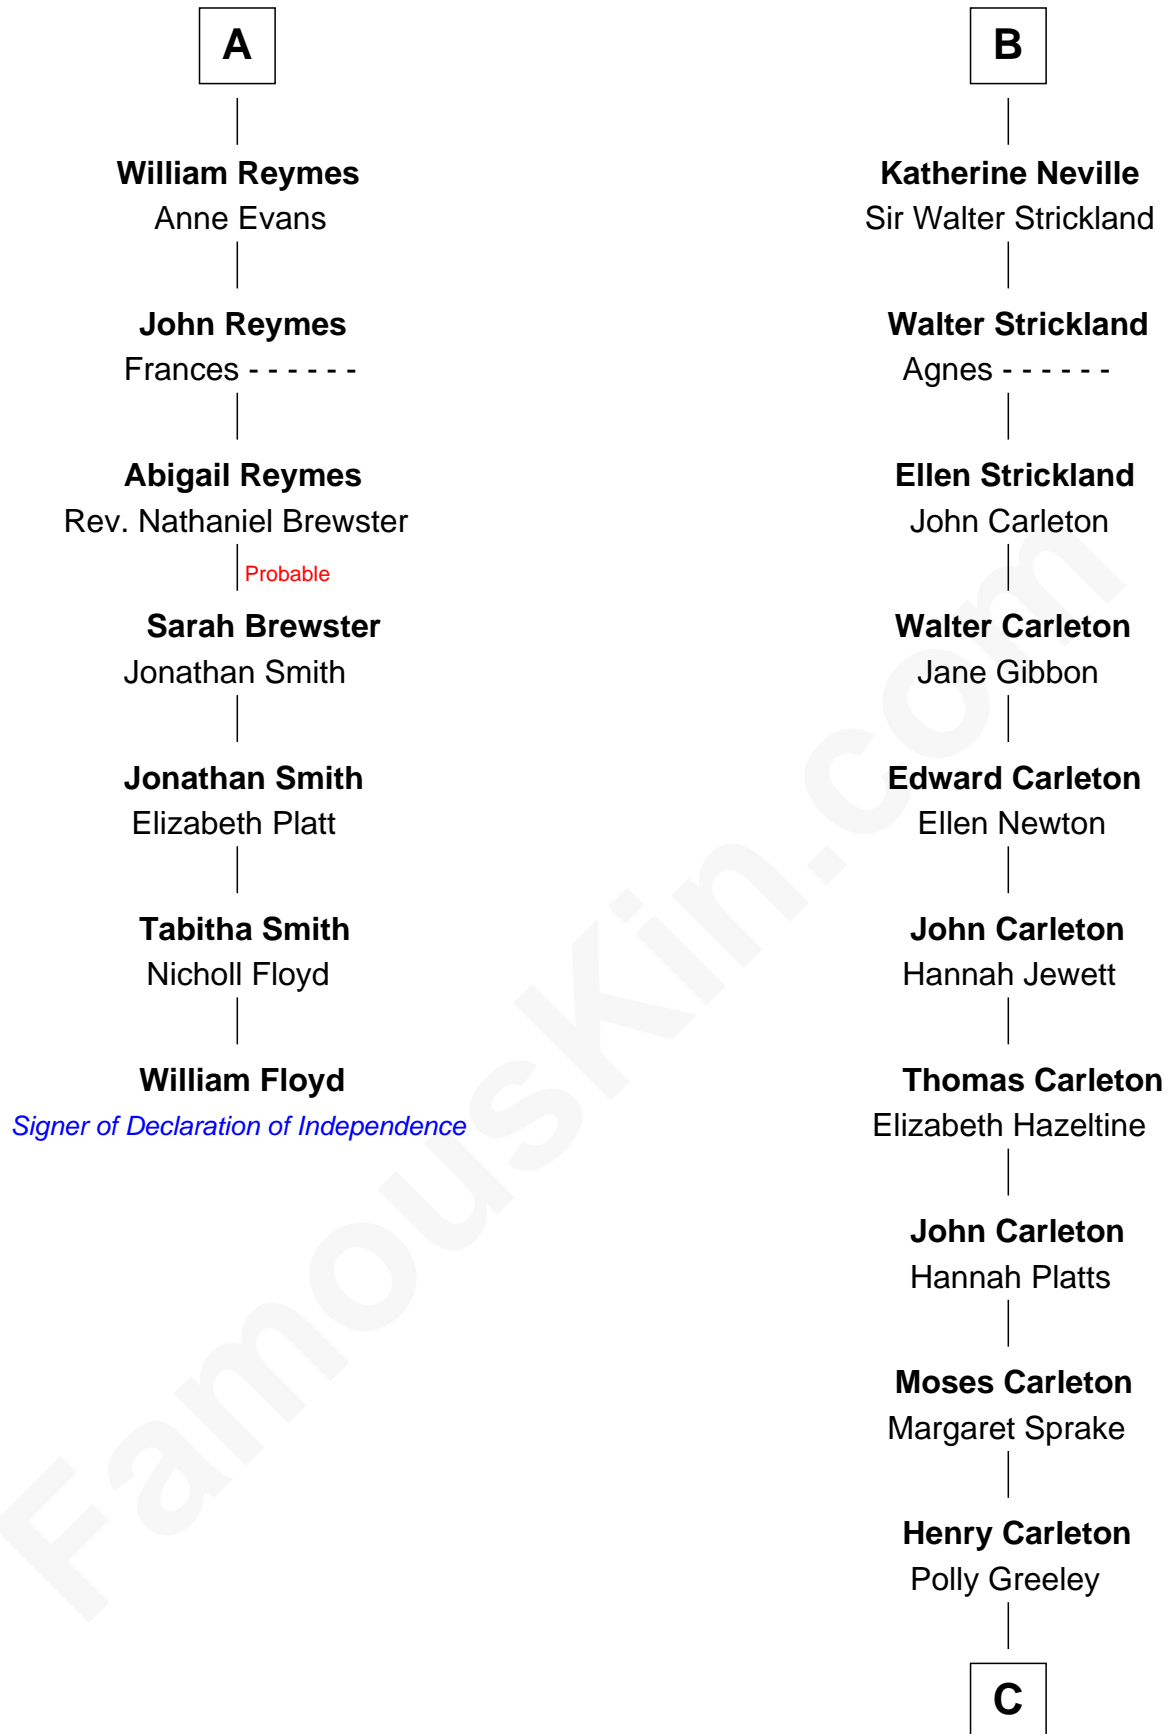 A
William Reymes
Anne Evans
John Reymes
Frances - - - - - -
Abigail Reymes
Rev. Nathaniel Brewster
Probable
Sarah Brewster
Jonathan Smith
Jonathan Smith
Elizabeth Platt
Tabitha Smith
Nicholl Floyd
William Floyd
Signer of Declaration of Independence
B
Katherine Neville
Sir Walter Strickland
Walter Strickland
Agnes - - - - - -
Ellen Strickland
John Carleton
Walter Carleton
Jane Gibbon
Edward Carleton
Ellen Newton
John Carleton
Hannah Jewett
Thomas Carleton
Elizabeth Hazeltine
John Carleton
Hannah Platts
Moses Carleton
Margaret Sprake
Henry Carleton
Polly Greeley
C
FamousKin.com